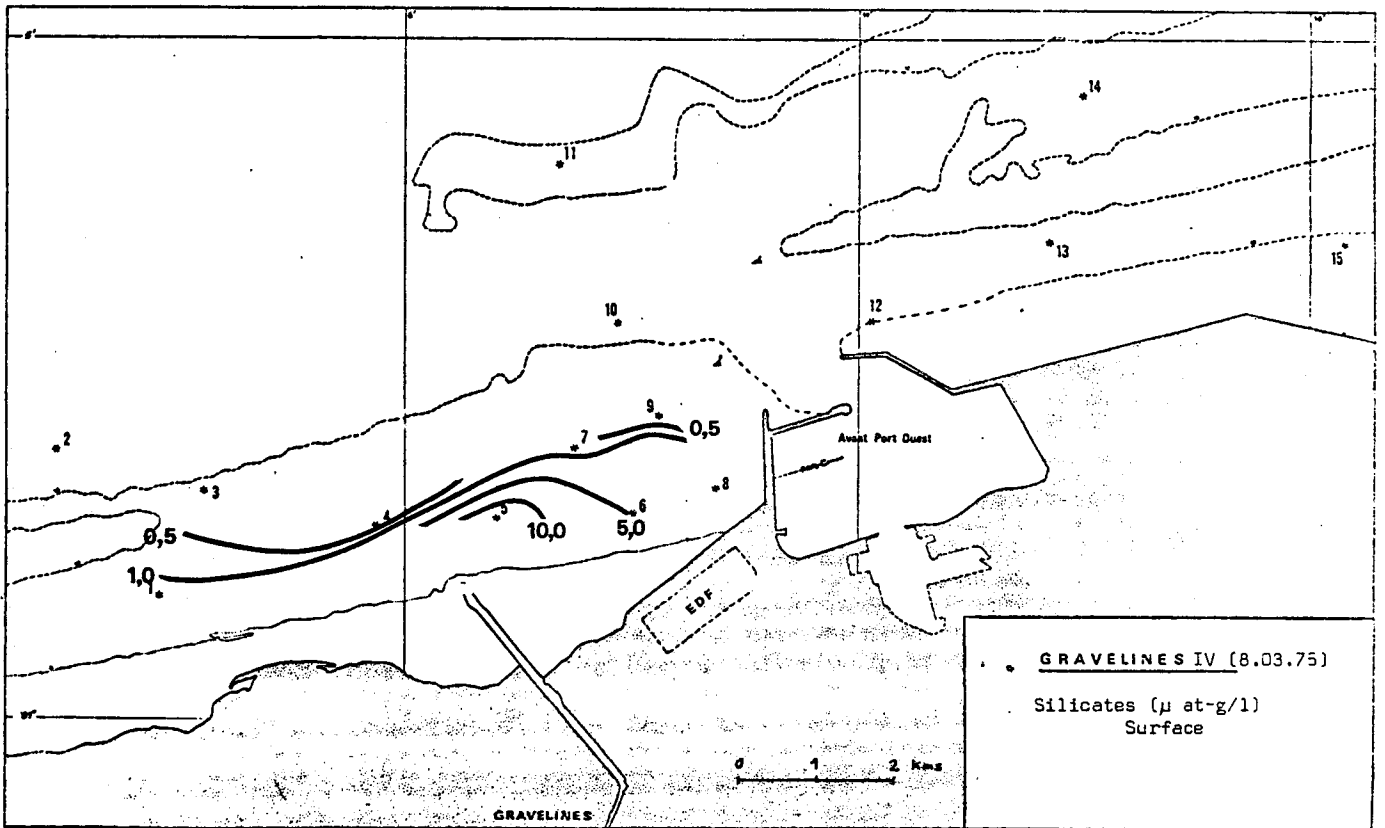 14
11
13
15
12
10
9
0,5
7
2
Avant Port Ouest
3
8
4
5
6
0,5
10,0
5,0
1,0
1
EDF
GRAVELINES IV (8.03.75)
Silicates (µ at-g/l)
Surface
0 1 2 Kms
GRAVELINES